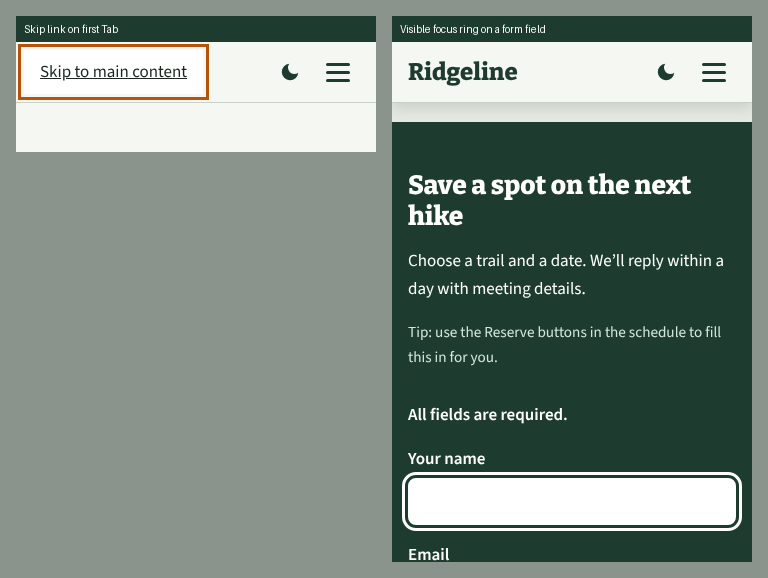 Skip link on first Tab
Skip to main content
Visible focus ring on a form field
Ridgeline
Save a spot on the next
hike
Choose a trail and a date. We’ll reply within a
day with meeting details.
Tip: use the Reserve buttons in the schedule to fill
this in for you.
All fields are required.
Your name
Email